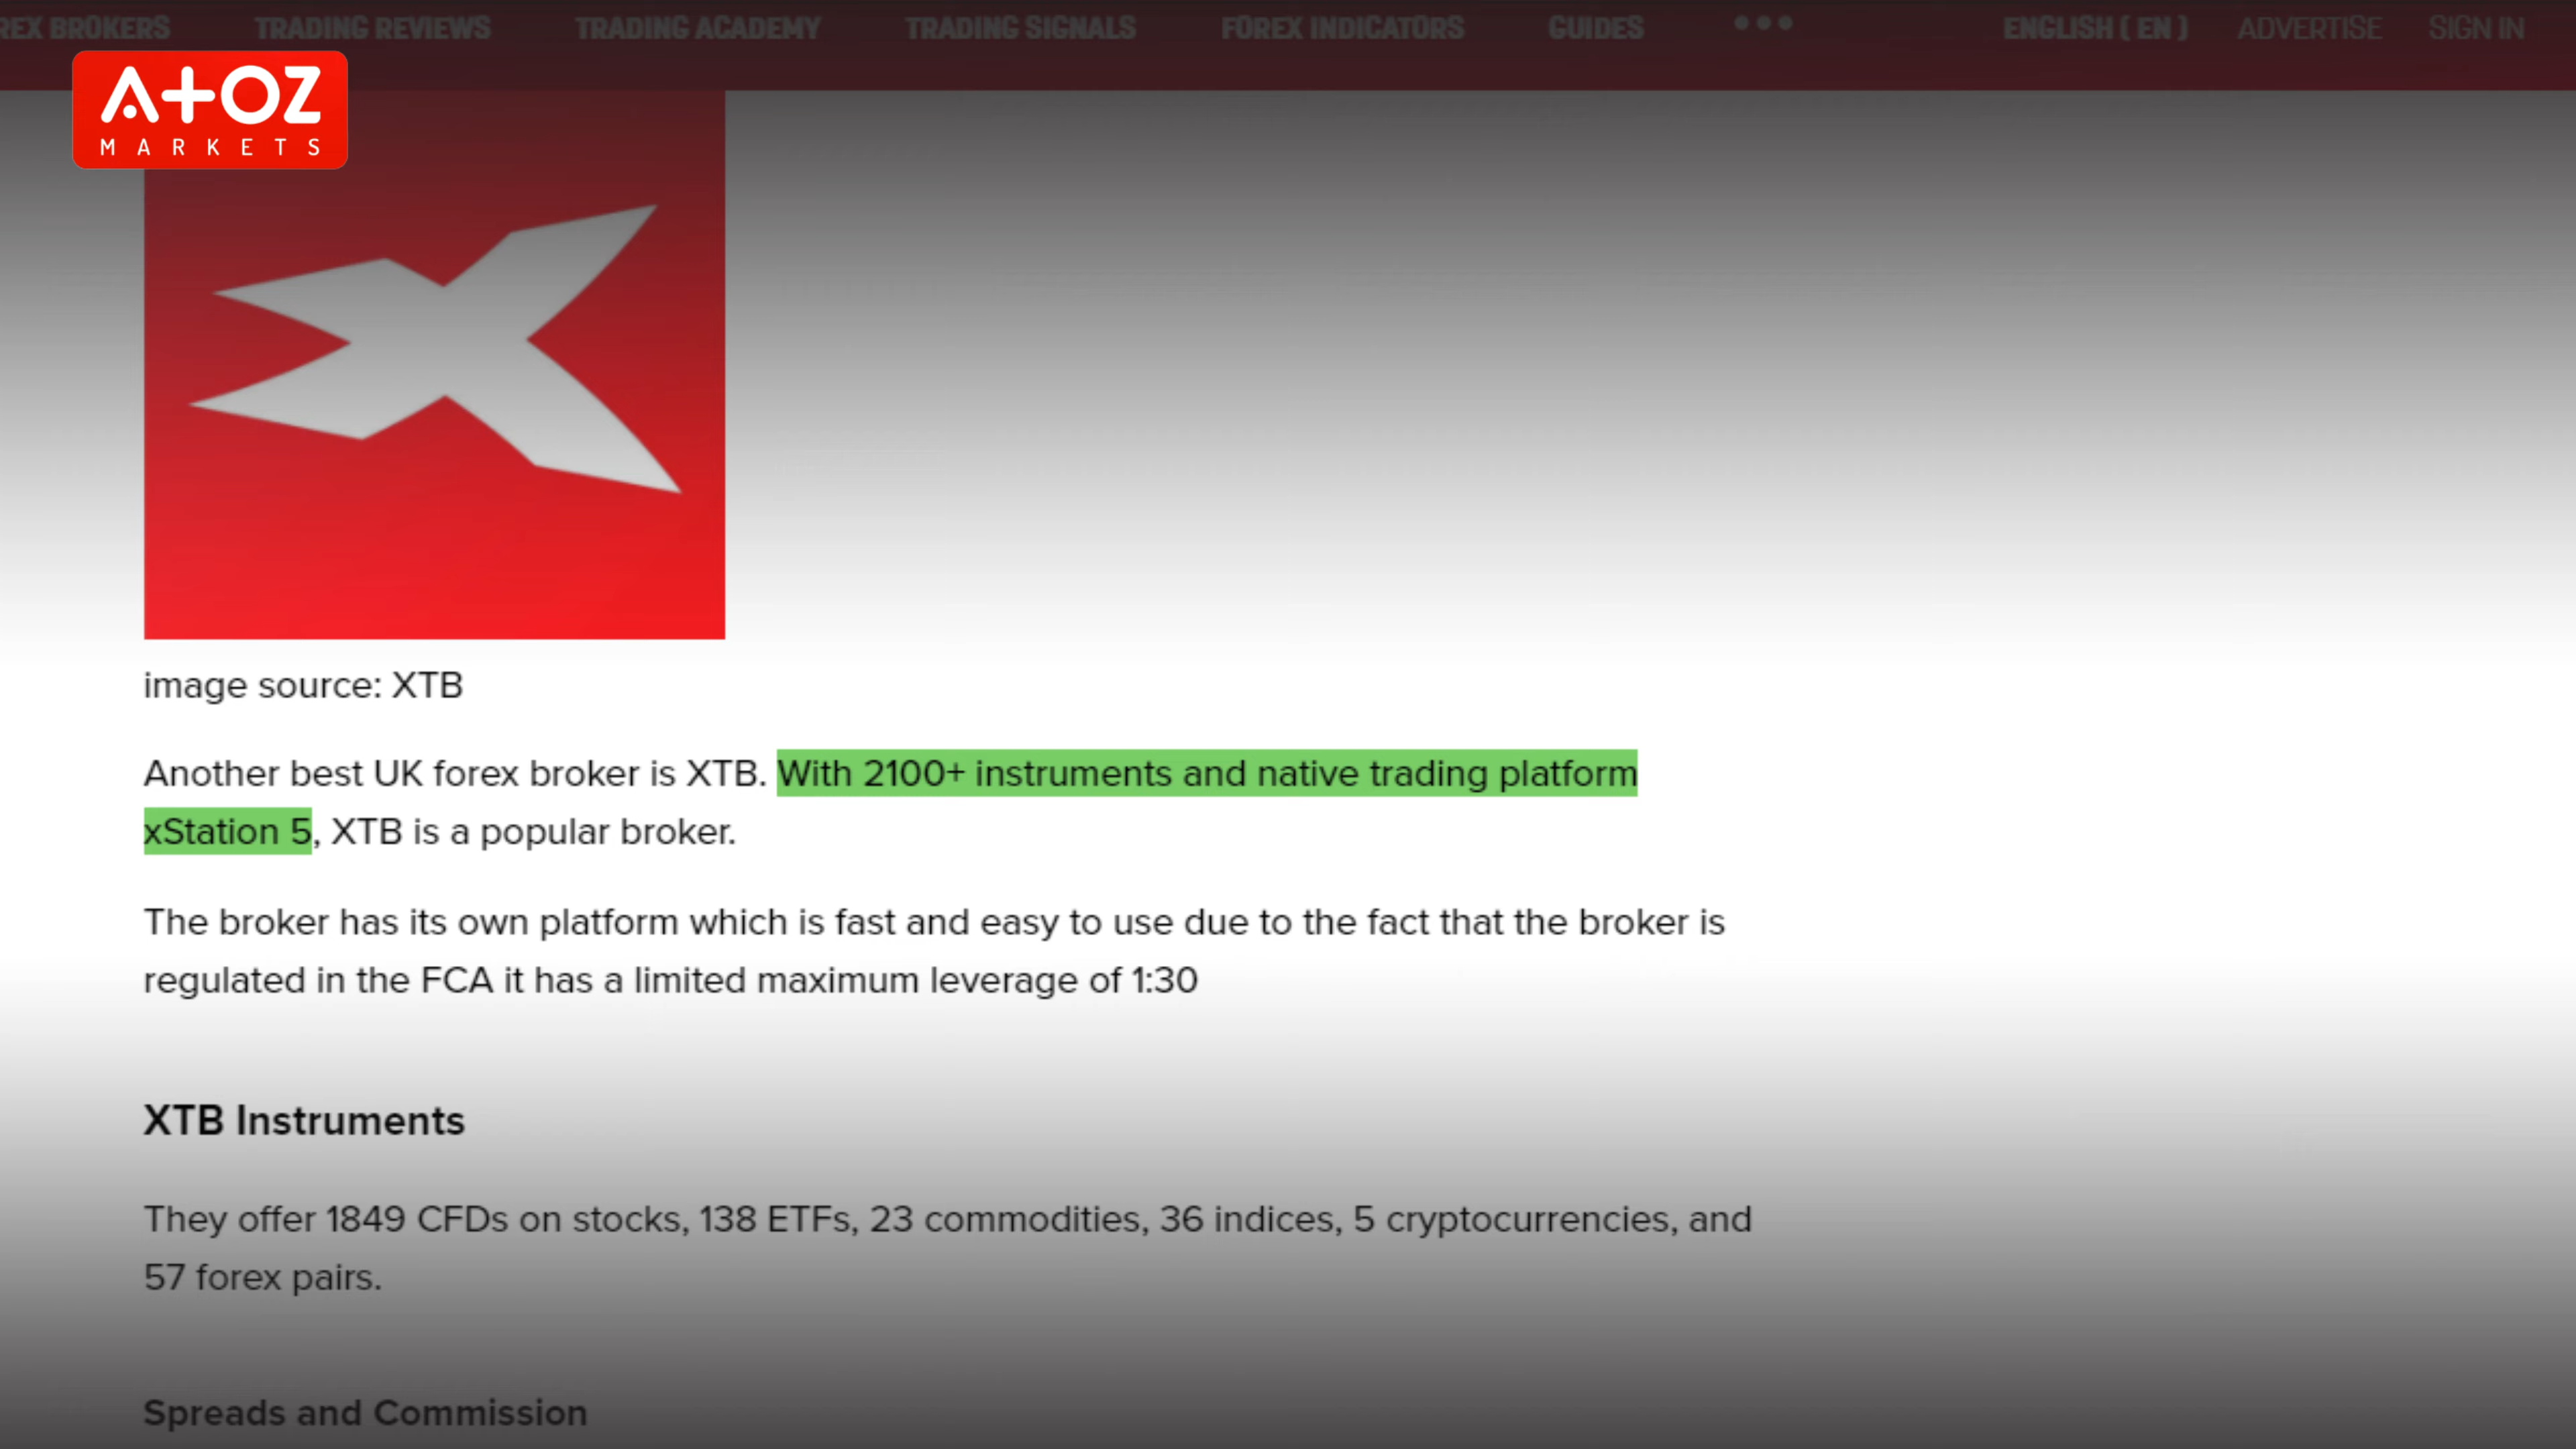 REX BROKERS TRADING REVIEWS TRADING ACADEMY TRADING SIGNALS FOREX INDICATORS GUIDES ENGLISH ( EN ) ADVERTISE SIGN IN
A+OZ
MARKETS
image source: XTB
Another best UK forex broker is XTB. With 2100+ instruments and native trading platform
xStation 5, XTB is a popular broker.
The broker has its own platform which is fast and easy to use due to the fact that the broker is
regulated in the FCA it has a limited maximum leverage of 1:30
XTB Instruments
They offer 1849 CFDs on stocks, 138 ETFs, 23 commodities, 36 indices, 5 cryptocurrencies, and
57 forex pairs.
Spreads and Commission